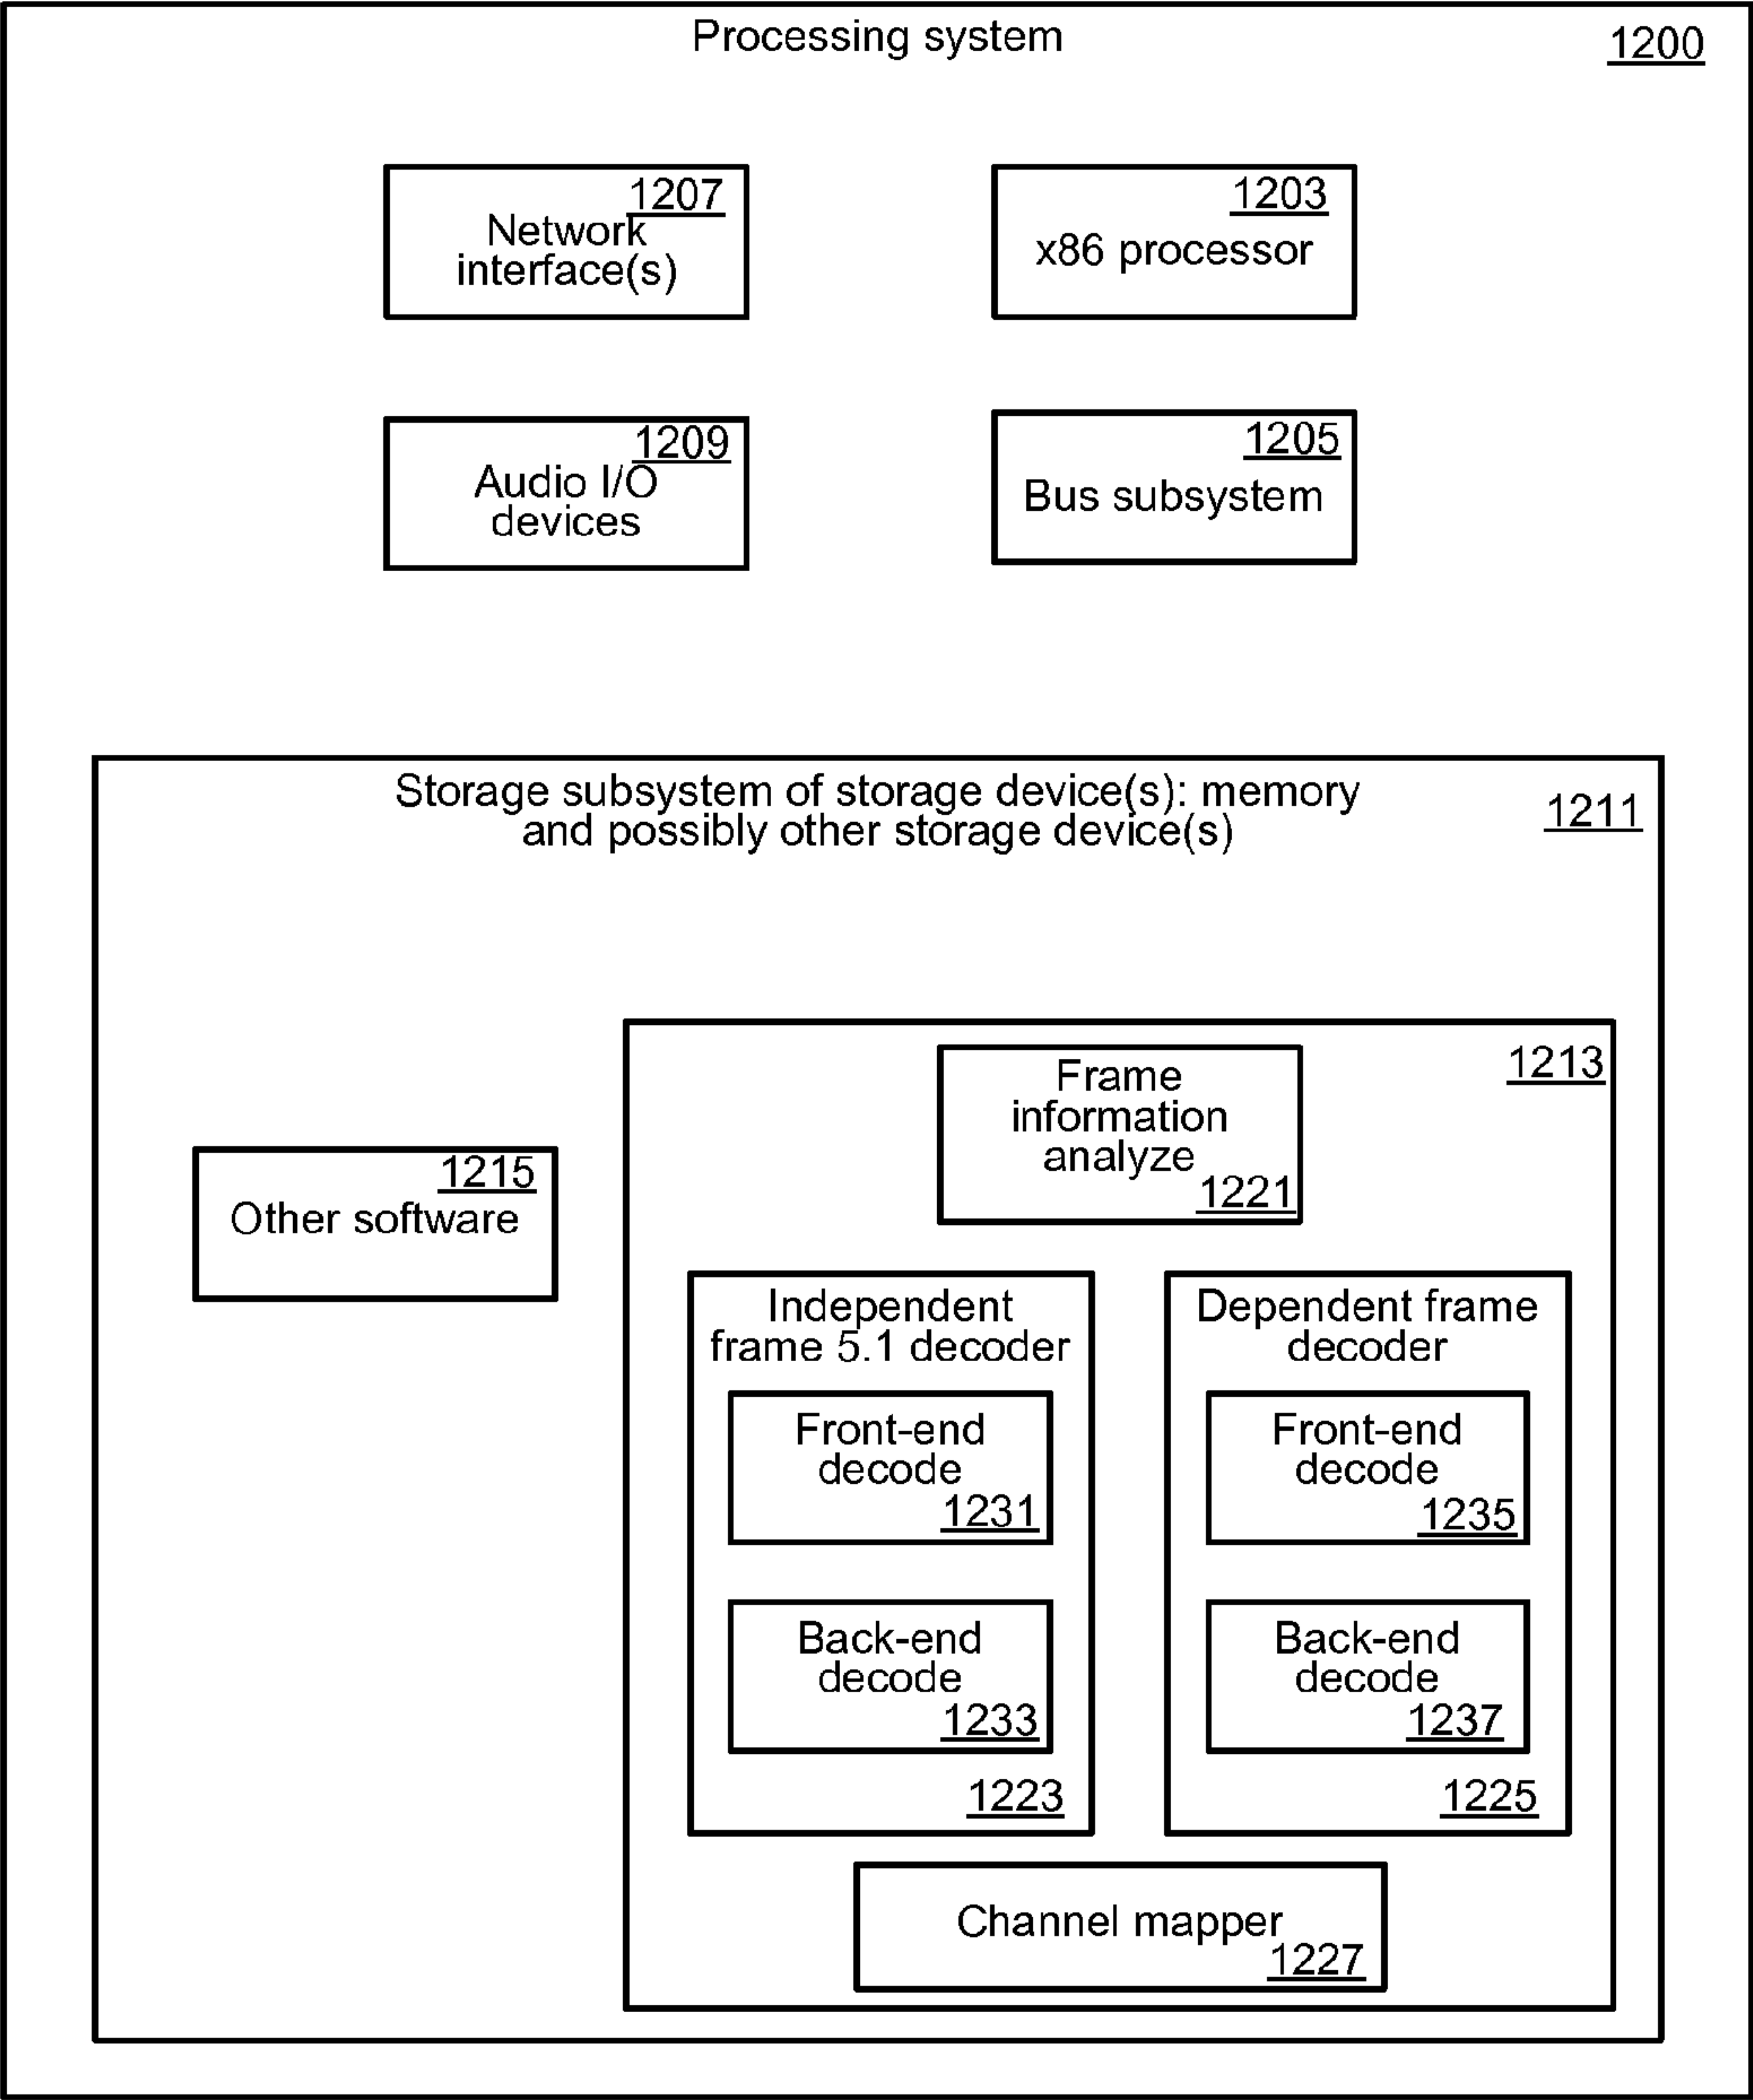 Processing system
1200
1207
Network
interface(s)
1203
x86 processor
1209
Audio I/O
devices
1205
Bus subsystem
Storage subsystem of storage device(s): memory
and possibly other storage device(s)
1211
1213
Frame
information
analyze
1221
1215
Other software
Independent
frame 5.1 decoder
Front-end
decode
1231
Back-end
decode
1233
1223
Dependent frame
decoder
Front-end
decode
1235
Back-end
decode
1237
1225
Channel mapper
1227